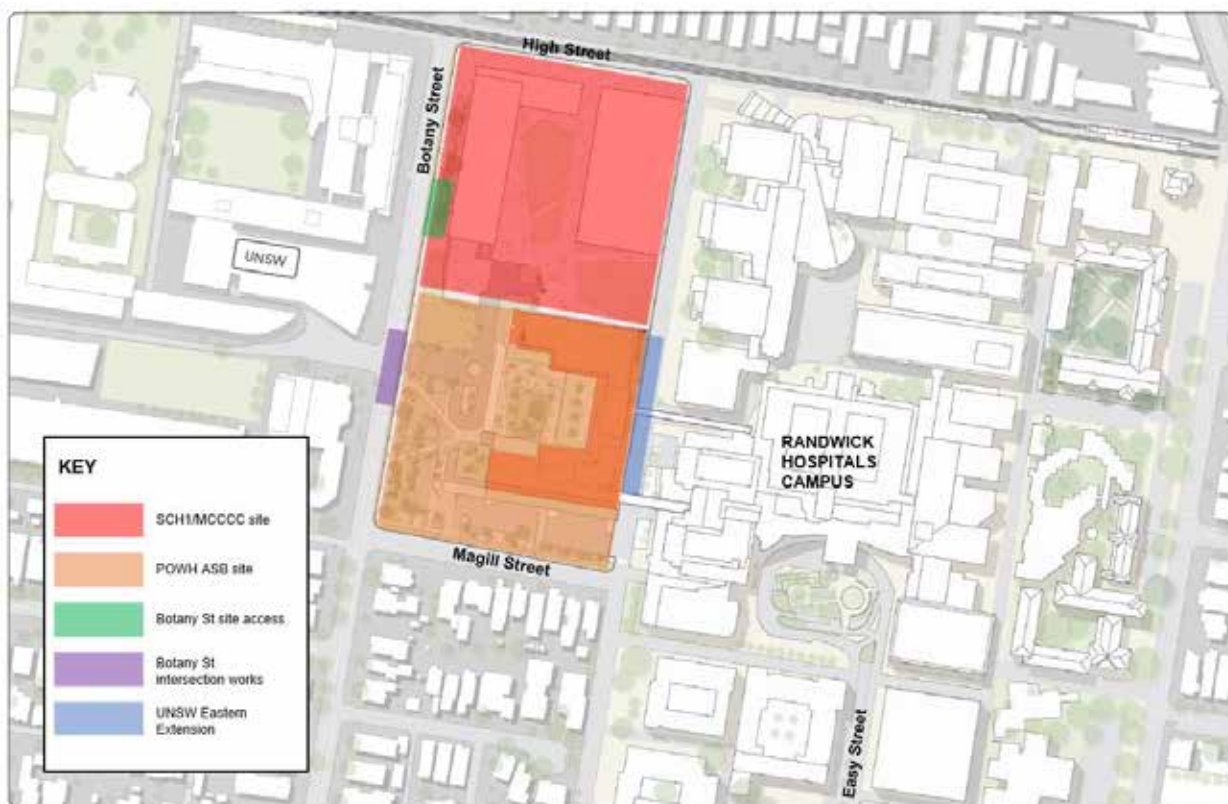 High Street
Botany Street
UNSW
RANDWICK
HOSPITALS
CAMPUS
Magill Street
Easy Street
KEY
SCH1/MCCCC site
POWH ASB site
Botany St site access
Botany St
intersection works
UNSW Eastern
Extension